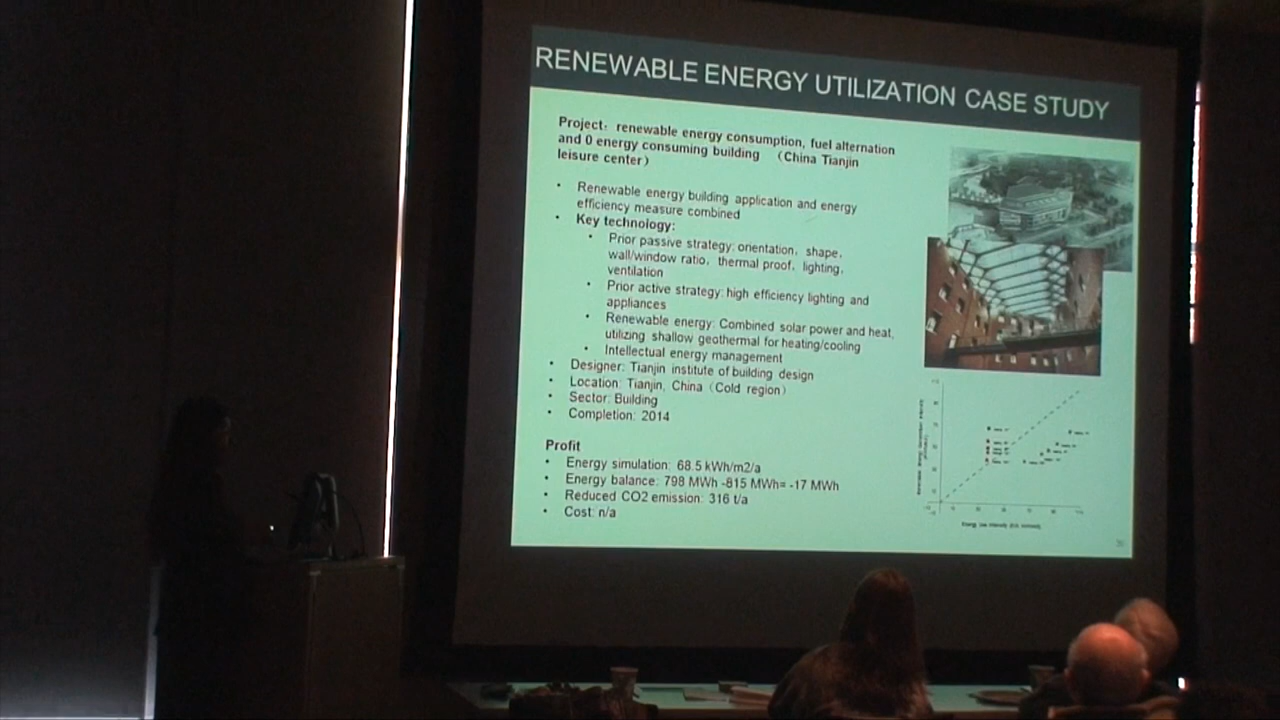 RENEWABLE ENERGY UTILIZATION CASE STUDY
Project: renewable energy consumption, fuel alternation
and 0 energy consuming building （China Tianjin
leisure center）
• Renewable energy building application and energy
efficiency measure combined
• Key technology:
• Prior passive strategy: orientation, shape,
wall/window ratio, thermal proof, lighting,
ventilation
• Prior active strategy: high efficiency lighting and
appliances
• Renewable energy: Combined solar power and heat,
utilizing shallow geothermal for heating/cooling
• Intellectual energy management
• Designer: Tianjin institute of building design
• Location: Tianjin, China（Cold region）
• Sector: Building
• Completion: 2014
Profit
• Energy simulation: 68.5 kWh/m2/a
• Energy balance: 798 MWh -815 MWh= -17 MWh
• Reduced CO2 emission: 316 t/a
• Cost: n/a